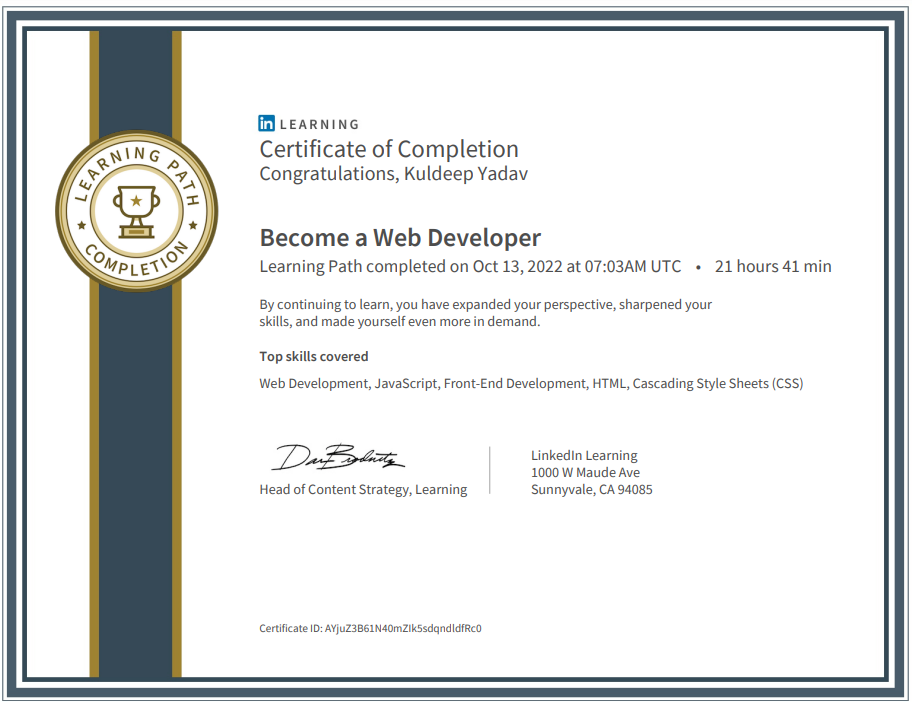 LEARNING PATH
COMPLETION
in LEARNING
Certificate of Completion
Congratulations, Kuldeep Yadav
Become a Web Developer
Learning Path completed on Oct 13, 2022 at 07:03AM UTC • 21 hours 41 min
By continuing to learn, you have expanded your perspective, sharpened your
skills, and made yourself even more in demand.
Top skills covered
Web Development, JavaScript, Front-End Development, HTML, Cascading Style Sheets (CSS)
Head of Content Strategy, Learning
LinkedIn Learning
1000 W Maude Ave
Sunnyvale, CA 94085
Certificate ID: AYjuZ3B61N40mZIk5sdqndldfRc0